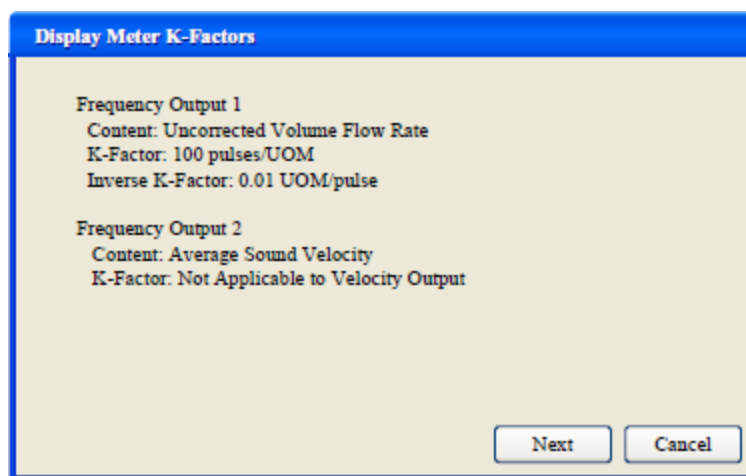 Display Meter K-Factors
Frequency Output 1
Content: Uncorrected Volume Flow Rate
K-Factor: 100 pulses/UOM
Inverse K-Factor: 0.01 UOM/pulse
Frequency Output 2
Content: Average Sound Velocity
K-Factor: Not Applicable to Velocity Output
Next
Cancel